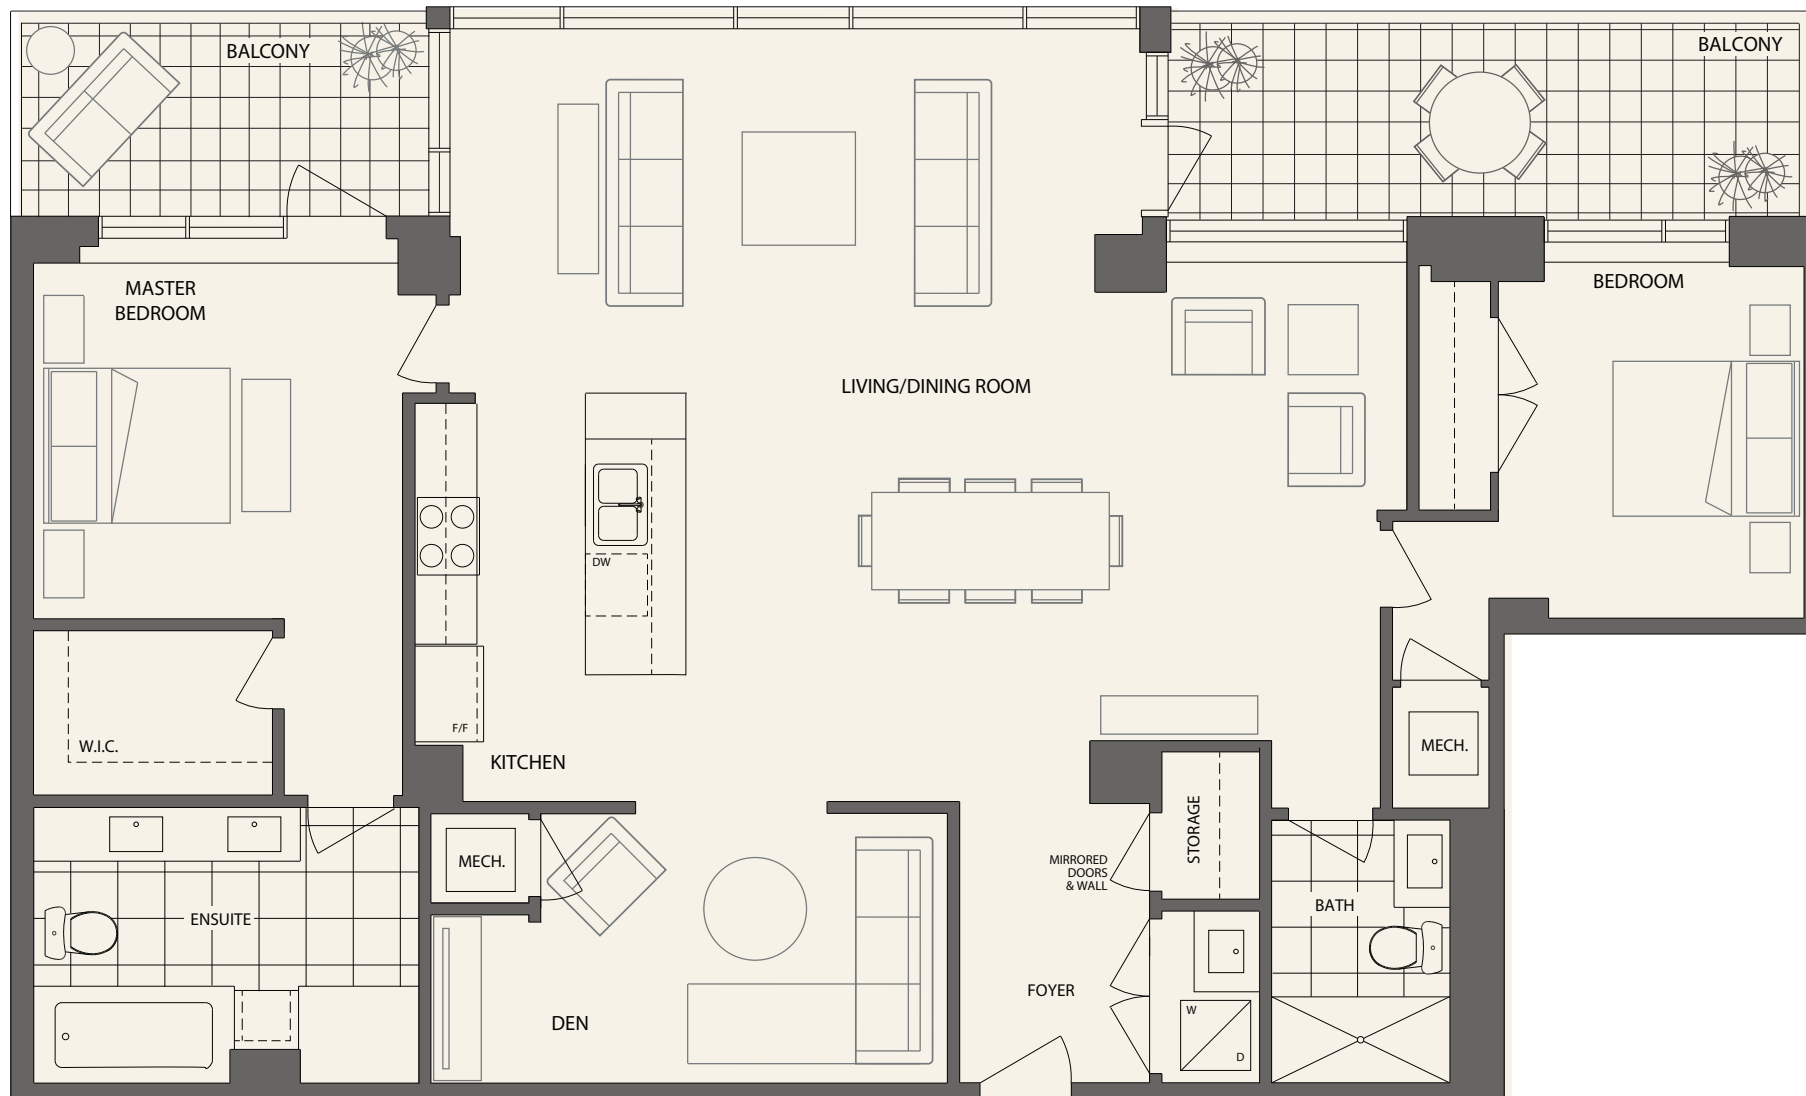 BALCONY
BALCONY
MASTER
BEDROOM
BEDROOM
LIVING/DINING ROOM
DW
F/F
W.I.C.
KITCHEN
MECH.
STORAGE
MECH.
MIRRORED
DOORS
& WALL
ENSUITE
BATH
FOYER
DEN
W
D